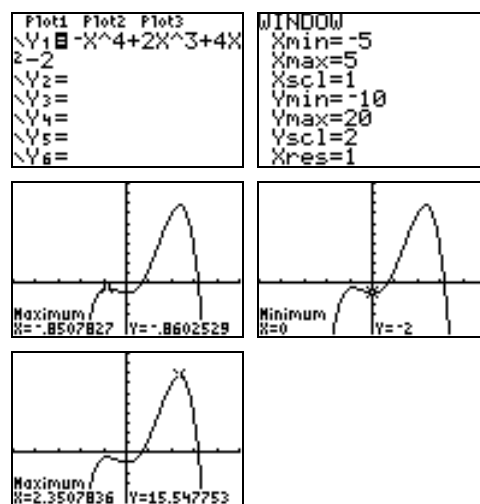 Plot1 Plot2 Plot3
\Y1=-X^4+2X^3+4X
²-2
\Y2=
\Y3=
\Y4=
\Y5=
\Y6=
WINDOW
Xmin=-5
Xmax=5
Xscl=1
Ymin=-10
Ymax=20
Yscl=2
Xres=1
Maximum
X=-.8507827 Y=-.8602529
Minimum
X=0 Y=-2
Maximum
X=2.3507836 Y=15.547753